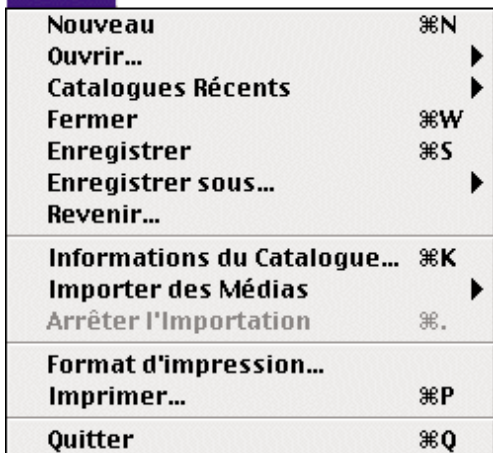 Nouveau ⌘N
Ouvrir...
Catalogues Récents
Fermer ⌘W
Enregistrer ⌘S
Enregistrer sous...
Revenir...
Informations du Catalogue... ⌘K
Importer des Médias
Arrêter l'Importation ⌘.
Format d'impression...
Imprimer... ⌘P
Quitter ⌘Q